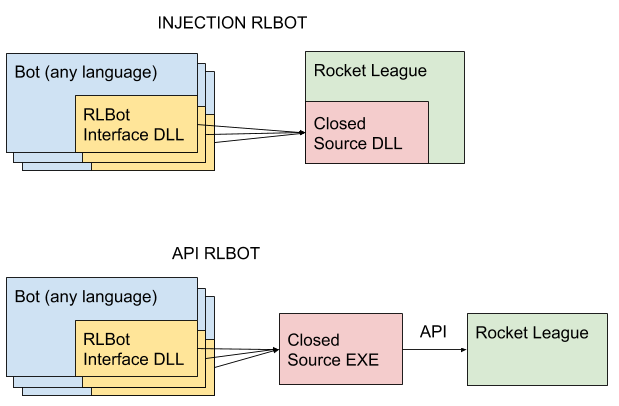 INJECTION RLBOT
Bot (any language)
RLBot
Interface DLL
Rocket League
Closed
Source DLL
API RLBOT
Bot (any language)
RLBot
Interface DLL
Closed
Source EXE
API
Rocket League